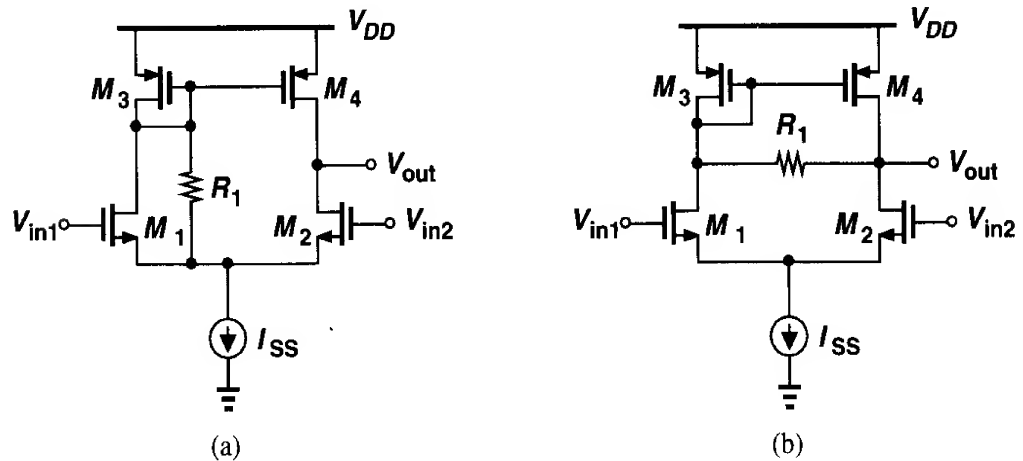 V_DD
M_3
M_4
R_1
V_out
V_in1
M_1
M_2
V_in2
I_SS
(a)
V_DD
M_3
M_4
R_1
V_out
V_in1
M_1
M_2
V_in2
I_SS
(b)